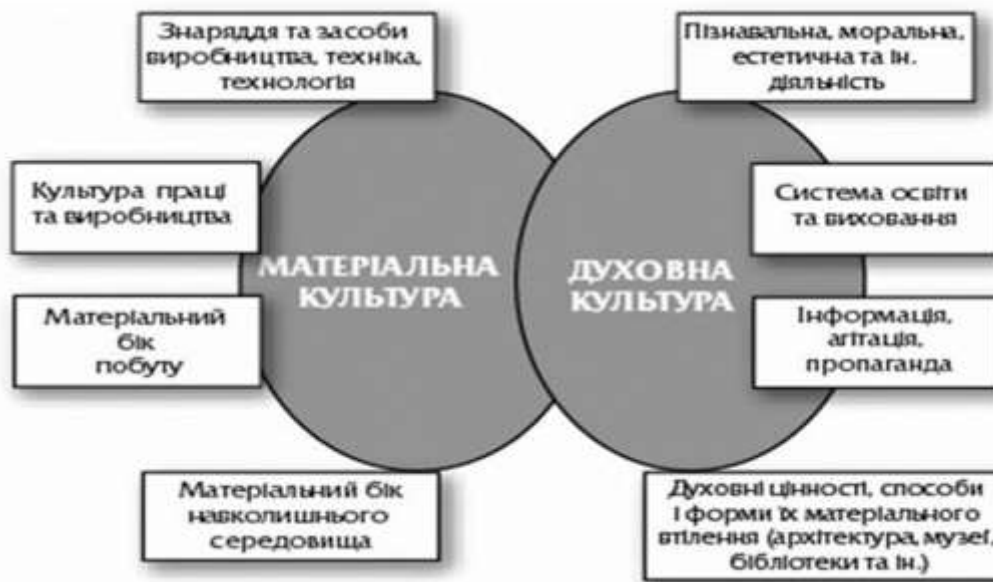 Знаряддя та засоби
виробництва, техніка,
технологія
Пізнавальна, моральна,
естетична та ін.
діяльність
Культура праці
та виробництва
Система освіти
та виховання
МАТЕРІАЛЬНА
КУЛЬТУРА
ДУХОВНА
КУЛЬТУРА
Матеріальний
бік
побуту
Інформація,
агітація,
пропаганда
Матеріальний бік
навколишнього
середовища
Духовні цінності, способи
і форми їх матеріального
втілення (архітектура, музеї,
бібліотеки та ін.)